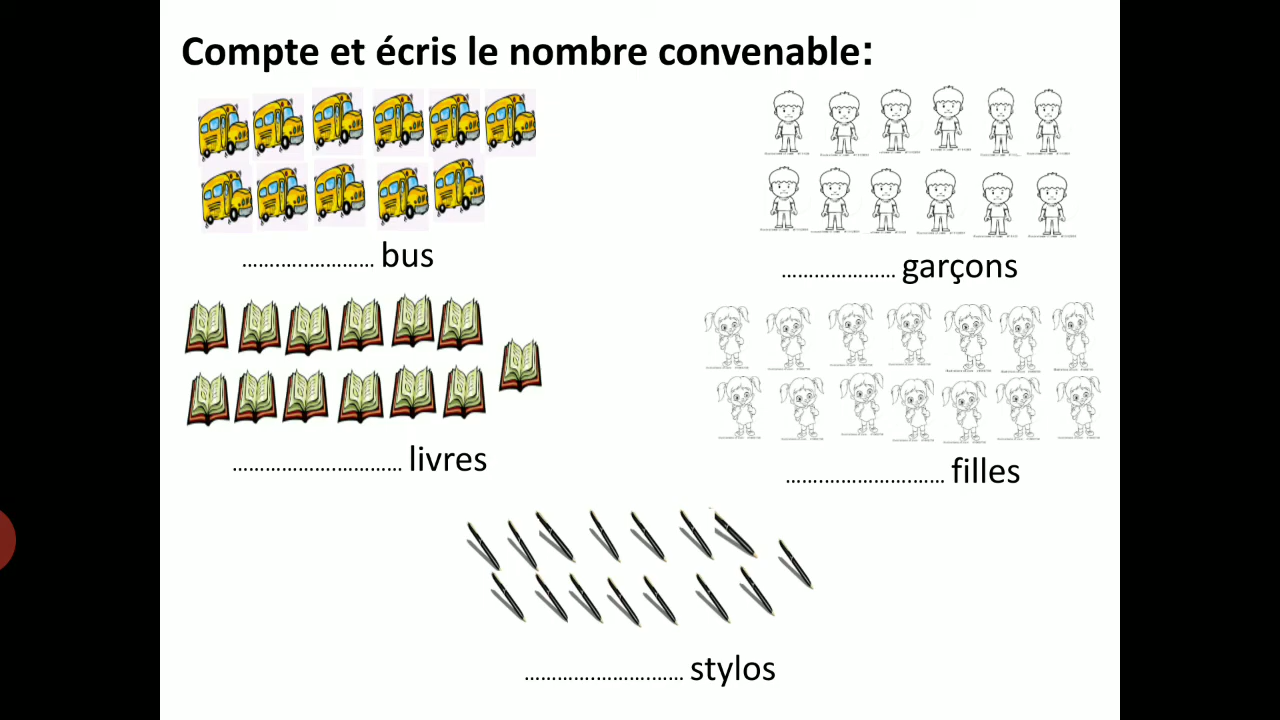 Compte et écris le nombre convenable:
........................ bus
..................... garçons
............................... livres
............................. filles
............................. stylos